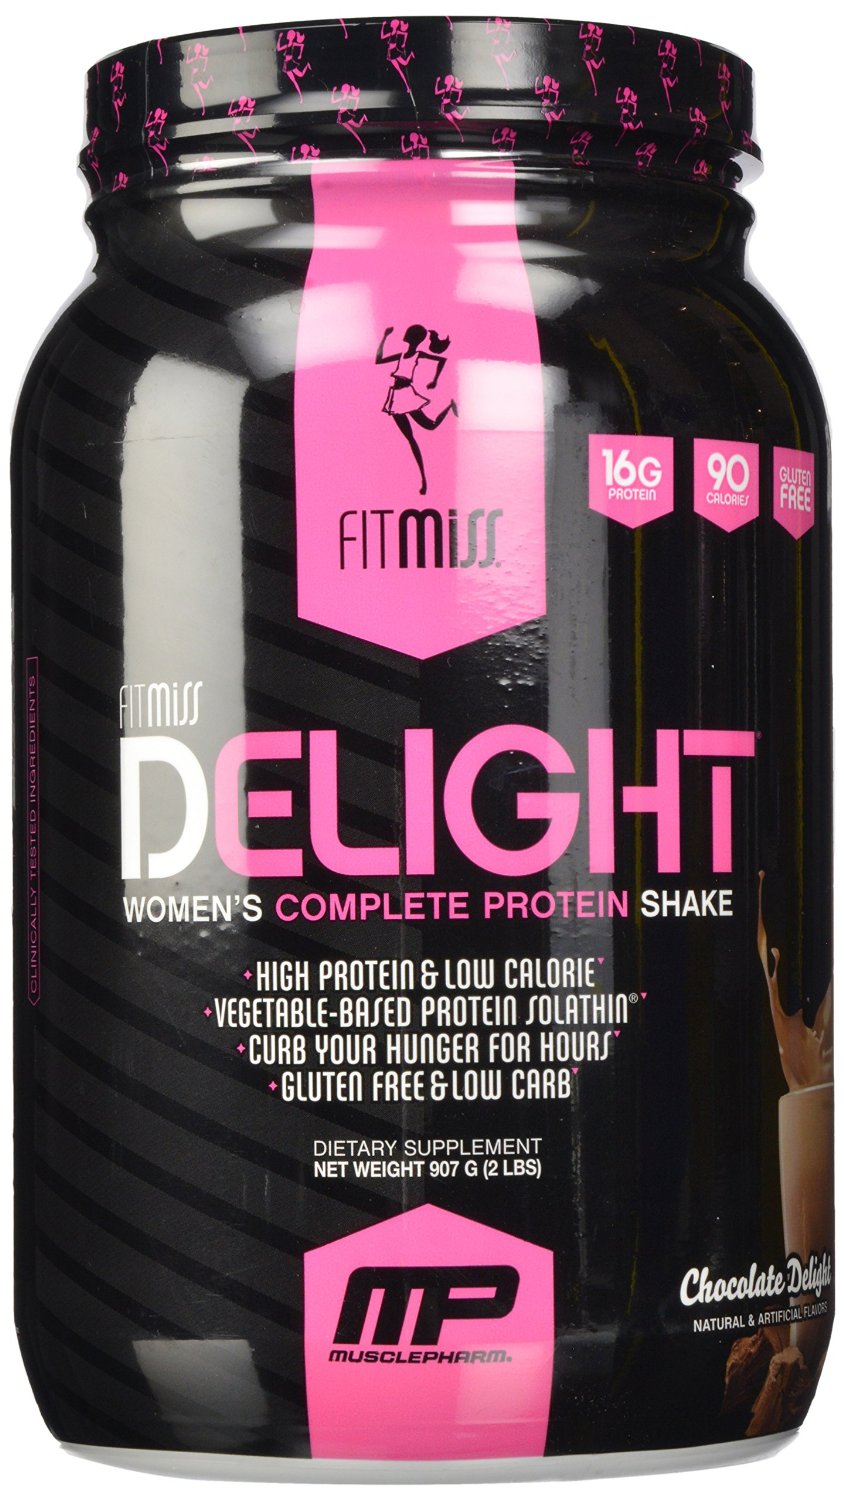 FITMISS.
16G
PROTEIN
90
CALORIES
GLUTEN
FREE
FITMISS
DELIGHT®
WOMEN'S COMPLETE PROTEIN SHAKE
HIGH PROTEIN & LOW CALORIE
VEGETABLE-BASED PROTEIN SOLATHIN®
CURB YOUR HUNGER FOR HOURS
GLUTEN FREE & LOW CARB
CLINICALLY TESTED INGREDIENTS
DIETARY SUPPLEMENT
NET WEIGHT 907 G (2 LBS)
MP
MUSCLEPHARM.
Chocolate Delight
NATURAL & ARTIFICIAL FLAVORS